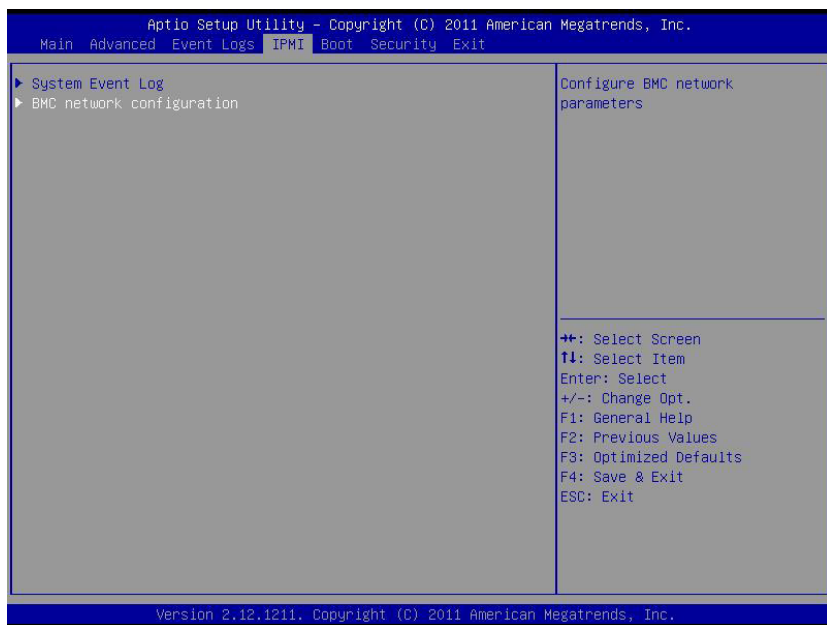 Aptio Setup Utility – Copyright (C) 2011 American Megatrends, Inc.
Main Advanced Event Logs IPMI Boot Security Exit
▶ System Event Log
▶ BMC network configuration
Configure BMC network
parameters
→←: Select Screen
↑↓: Select Item
Enter: Select
+/-: Change Opt.
F1: General Help
F2: Previous Values
F3: Optimized Defaults
F4: Save & Exit
ESC: Exit
Version 2.12.1211. Copyright (C) 2011 American Megatrends, Inc.